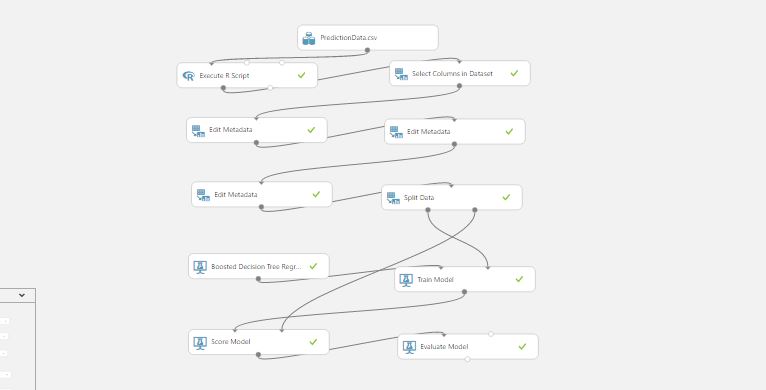 PredictionData.csv
Execute R Script
Select Columns in Dataset
Edit Metadata
Edit Metadata
Edit Metadata
Split Data
Boosted Decision Tree Regr...
Train Model
Score Model
Evaluate Model